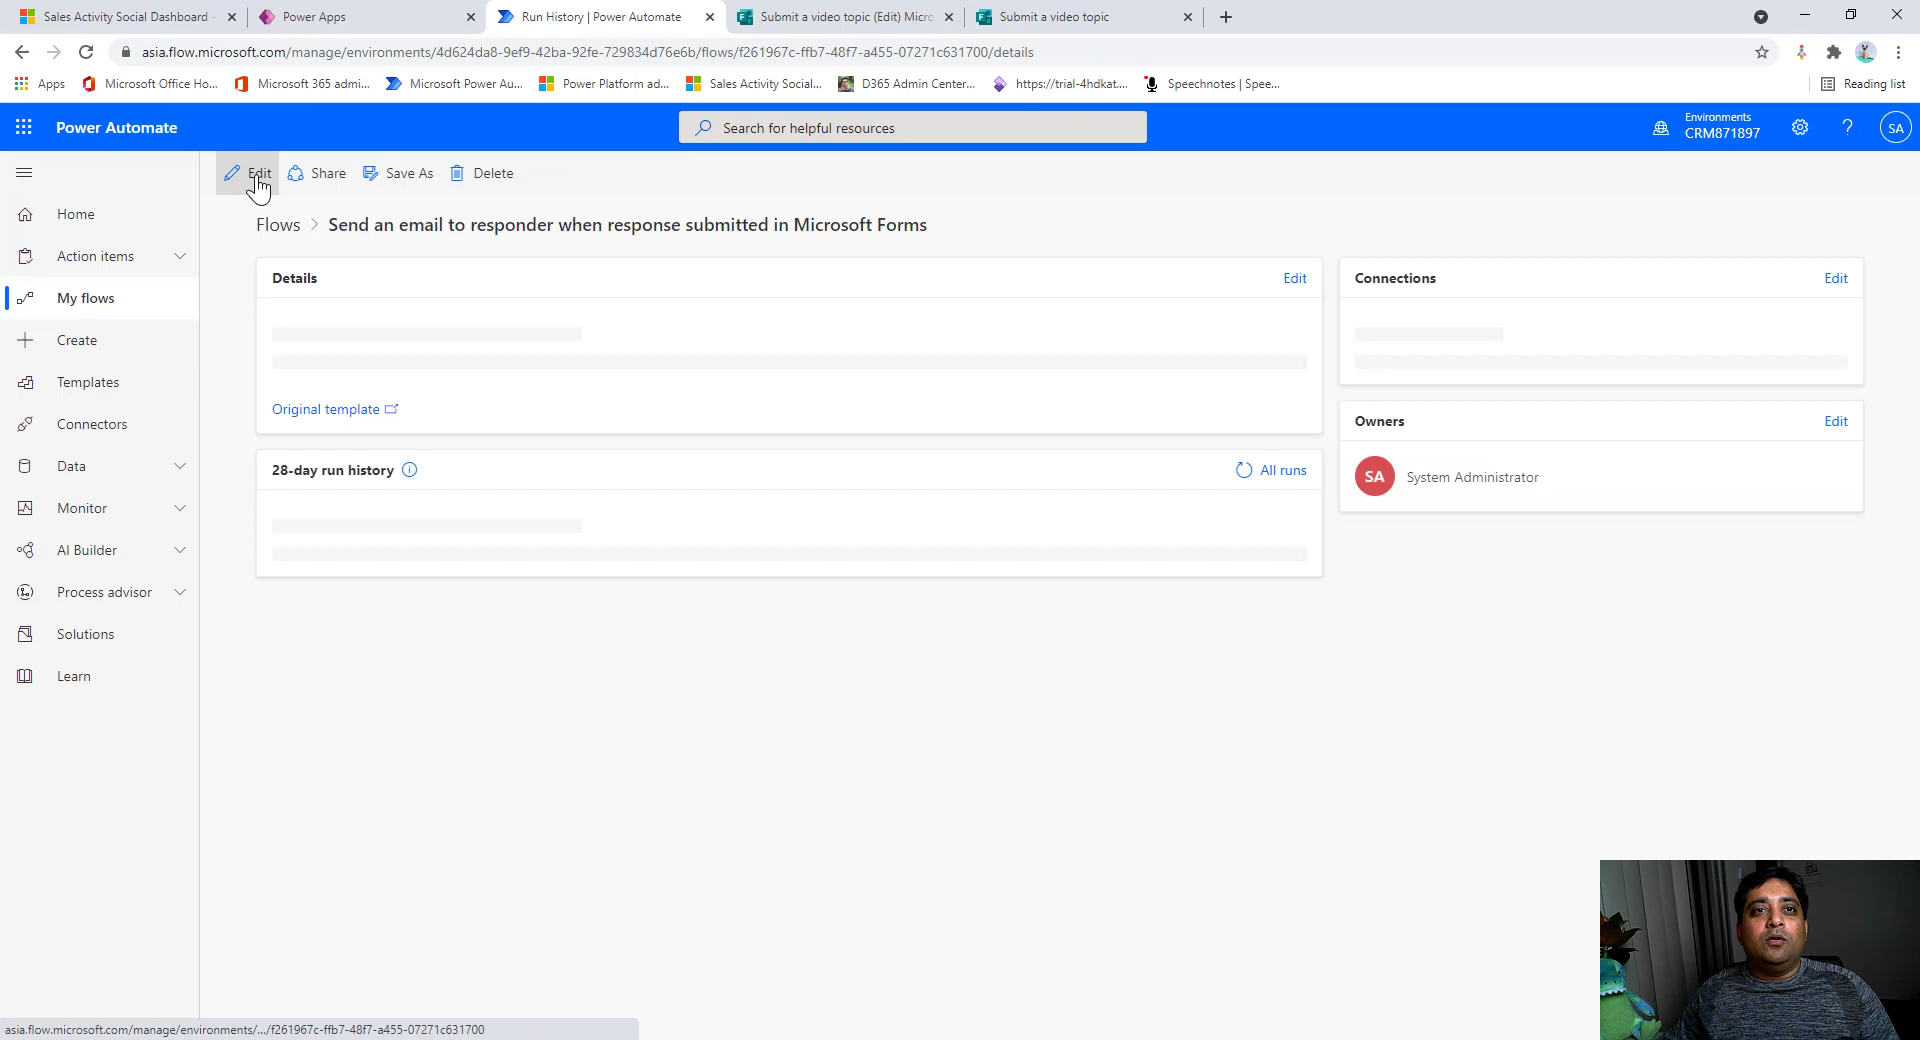 Sales Activity Social Dashboard -
Power Apps
Run History | Power Automate
Submit a video topic (Edit) Micro
Submit a video topic
asia.flow.microsoft.com/manage/environments/4d624da8-9ef9-42ba-92fe-729834d76e6b/flows/f261967c-ffb7-48f7-a455-07271c631700/details
Apps
Microsoft Office Ho...
Microsoft 365 admi...
Microsoft Power Au...
Power Platform ad...
Sales Activity Social...
D365 Admin Center...
https://trial-4hdkat....
Speechnotes | Spee...
Reading list
Power Automate
Search for helpful resources
Environments
CRM871897
SA
Edit
Share
Save As
Delete
Home
Action items
My flows
Create
Templates
Connectors
Data
Monitor
AI Builder
Process advisor
Solutions
Learn
Flows > Send an email to responder when response submitted in Microsoft Forms
Details
Edit
Original template
28-day run history
All runs
Connections
Edit
Owners
Edit
SA
System Administrator
asia.flow.microsoft.com/manage/environments/.../f261967c-ffb7-48f7-a455-07271c631700